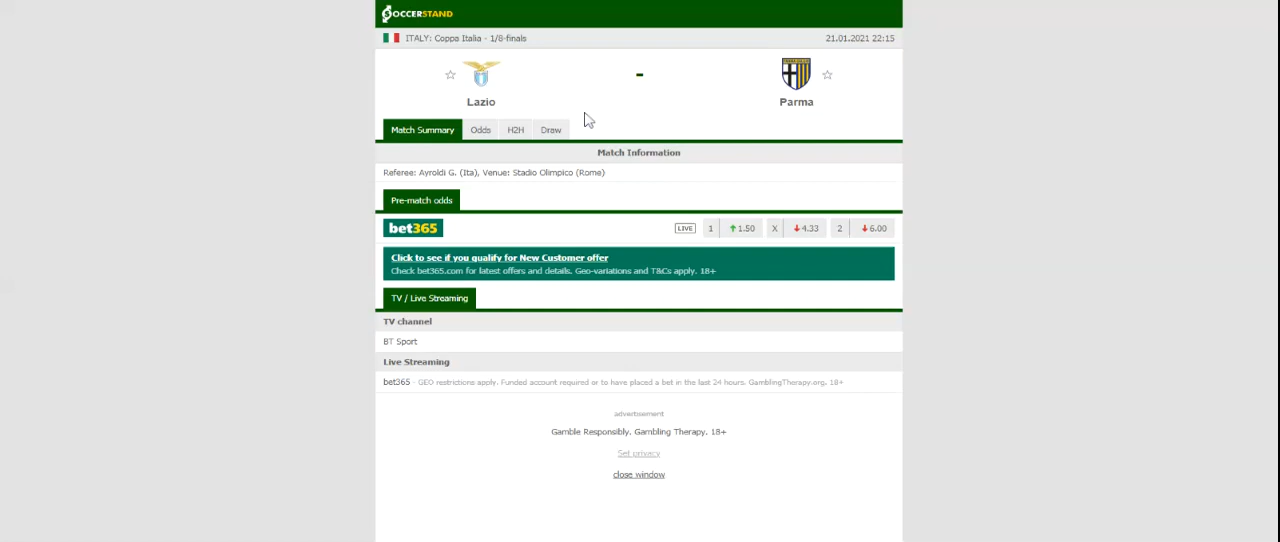 SOCCERSTAND
ITALY: Coppa Italia - 1/8-finals 21.01.2021 22:15
-
Lazio Parma
Match Summary Odds H2H Draw
Match Information
Referee: Ayroldi G. (Ita), Venue: Stadio Olimpico (Rome)
Pre-match odds
bet365 LIVE 1 1.50 X 4.33 2 6.00
Click to see if you qualify for New Customer offer
Check bet365.com for latest offers and details. Geo-variations and T&Cs apply. 18+
TV / Live Streaming
TV channel
BT Sport
Live Streaming
bet365 - GEO restrictions apply. Funded account required or to have placed a bet in the last 24 hours. GamblingTherapy.org. 18+
advertisement
Gamble Responsibly. Gambling Therapy. 18+
Set privacy
close window